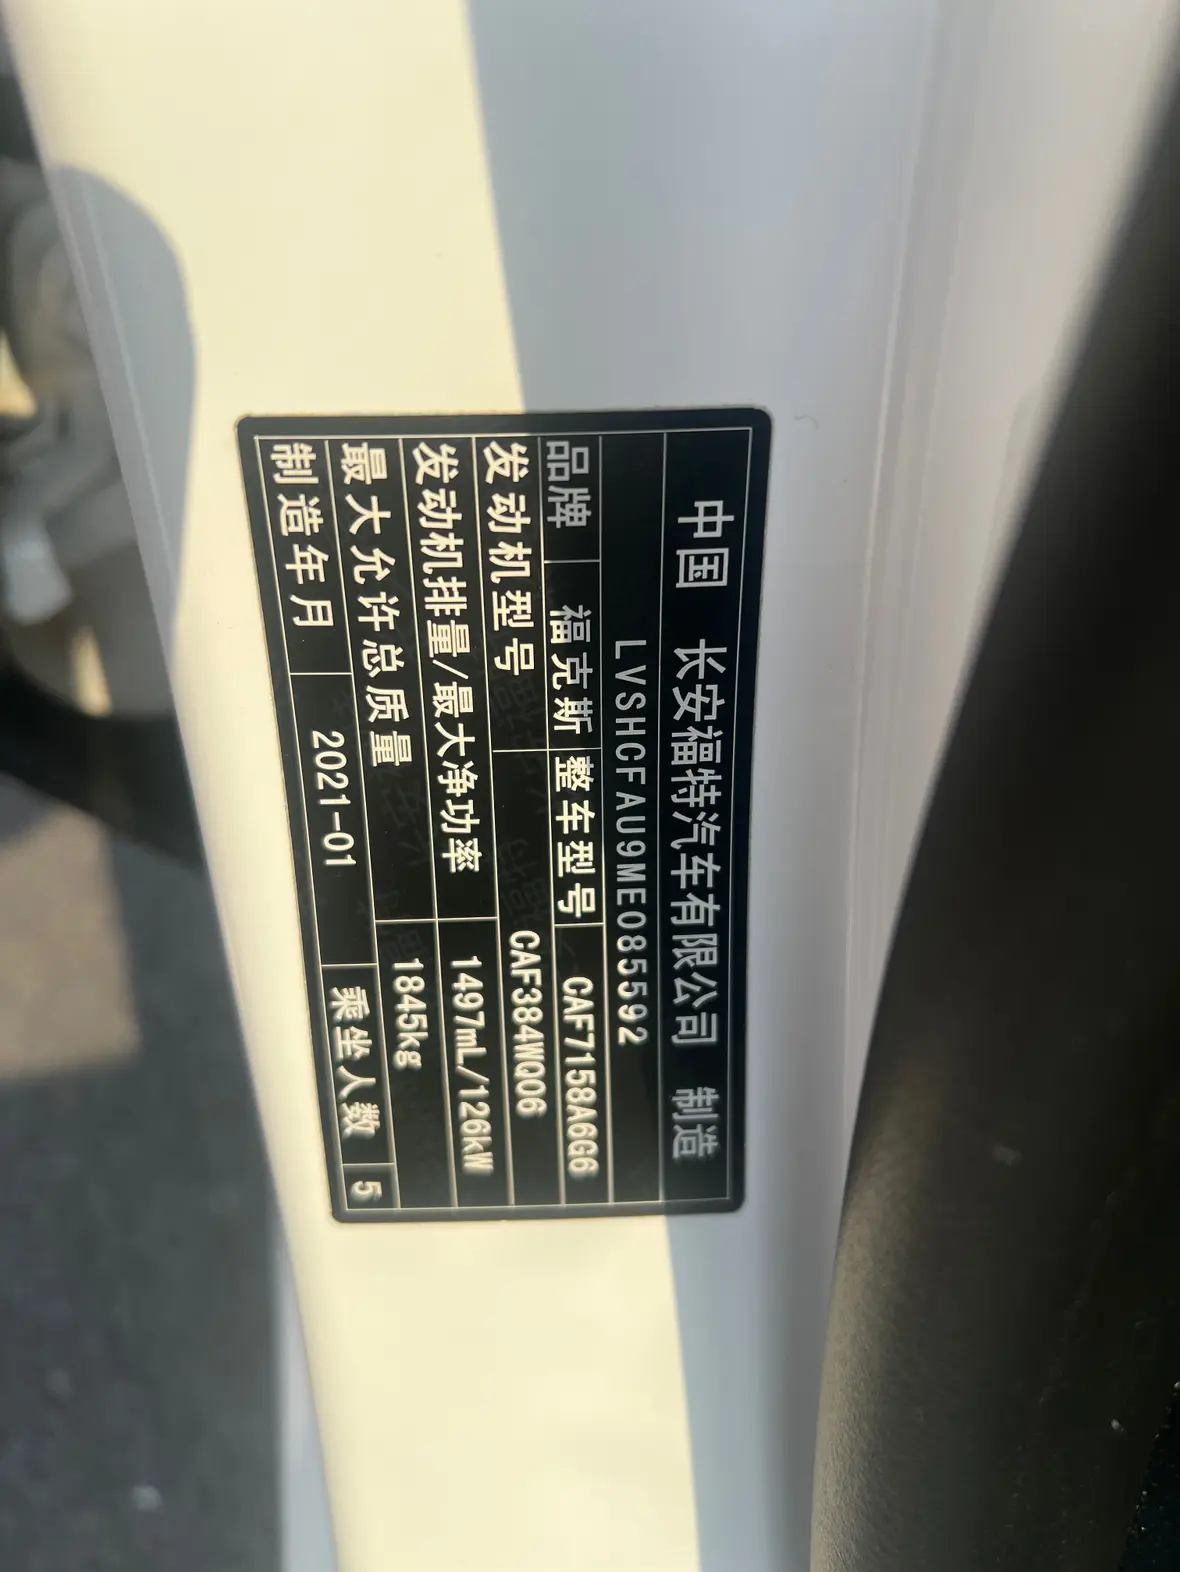 中国 长安福特汽车有限公司 制造
LVSHCFAU9ME085592
品牌 福克斯 整车型号 CAF7158A6G6
发动机型号 CAF384WQ06
发动机排量/最大净功率 1497mL/126kW
最大允许总质量 1845kg
制造年月 2021-01 乘坐人数 5